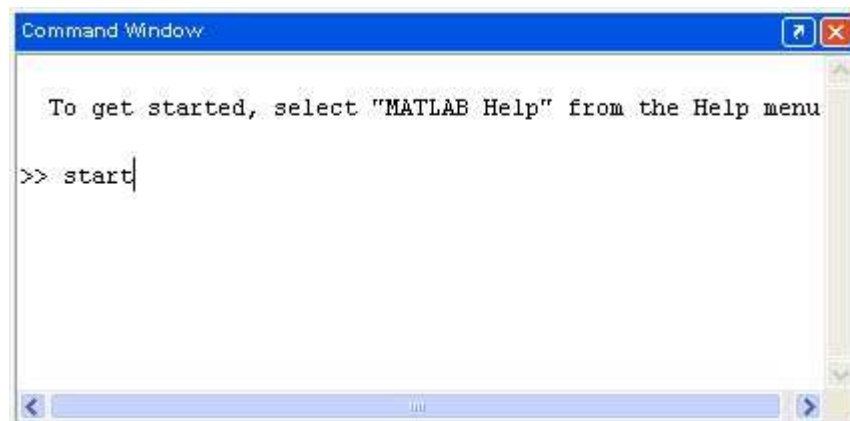 Command Window
To get started, select "MATLAB Help" from the Help menu
>> start